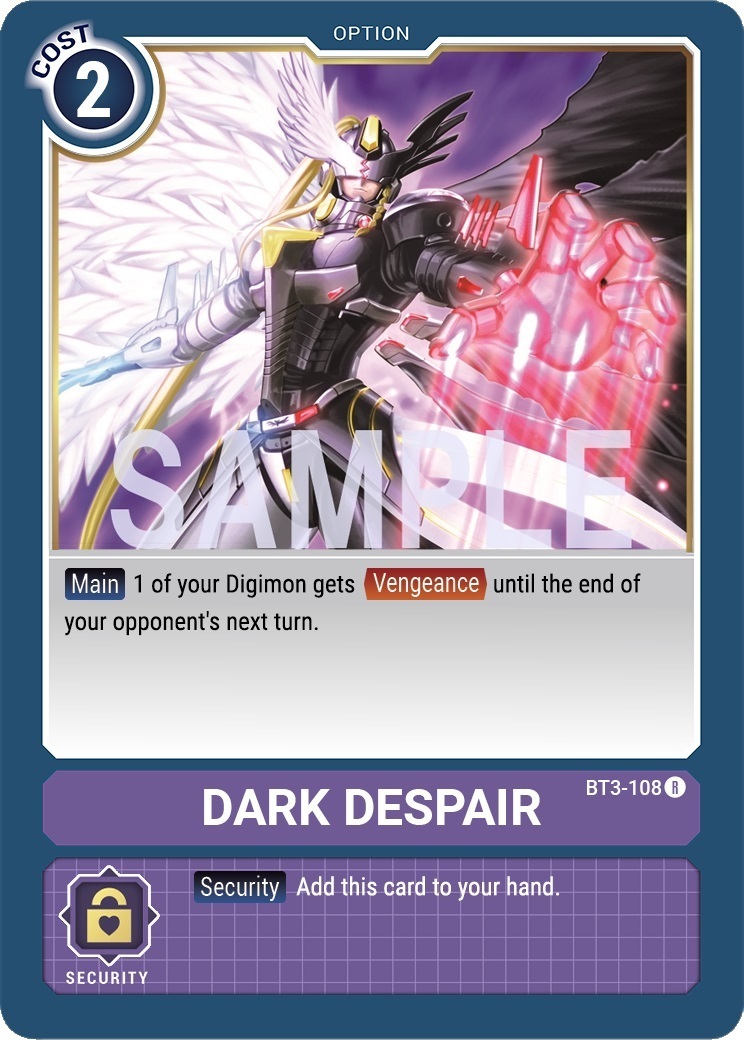 OPTION
COST
2
SAMPLE
Main 1 of your Digimon gets Vengeance until the end of
your opponent's next turn.
BT3-108 R
DARK DESPAIR
Security Add this card to your hand.
SECURITY